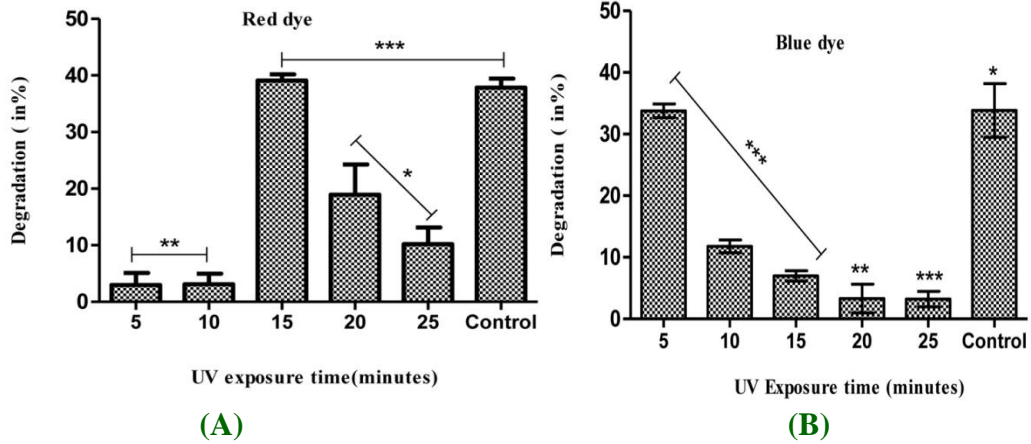 Red dye
***
**
*
Degradation ( in%)
50
40
30
20
10
0
5 10 15 20 25 Control
UV exposure time(minutes)
(A)
B)
Blue dye
*
***
**
***
Degradation ( in%)
50
40
30
20
10
0
5 10 15 20 25 Control
UV Exposure time (minutes)
(B)
A)